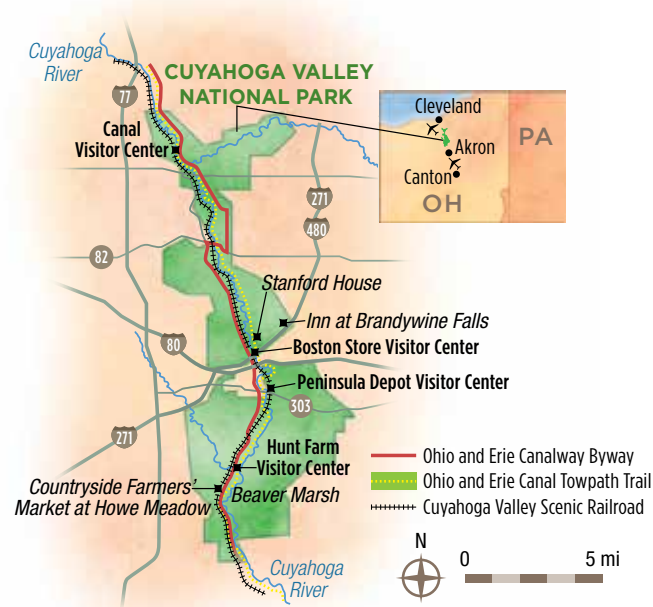 Cuyahoga
River
77
CUYAHOGA VALLEY
NATIONAL PARK
Canal
Visitor Center
Cleveland
PA
Akron
Canton
OH
271
480
82
Stanford House
Inn at Brandywine Falls
80
Boston Store Visitor Center
Peninsula Depot Visitor Center
303
271
Hunt Farm
Visitor Center
Countryside Farmers'
Market at Howe Meadow
Beaver Marsh
Ohio and Erie Canalway Byway
Ohio and Erie Canal Towpath Trail
Cuyahoga Valley Scenic Railroad
Cuyahoga
River
N
0 5 mi